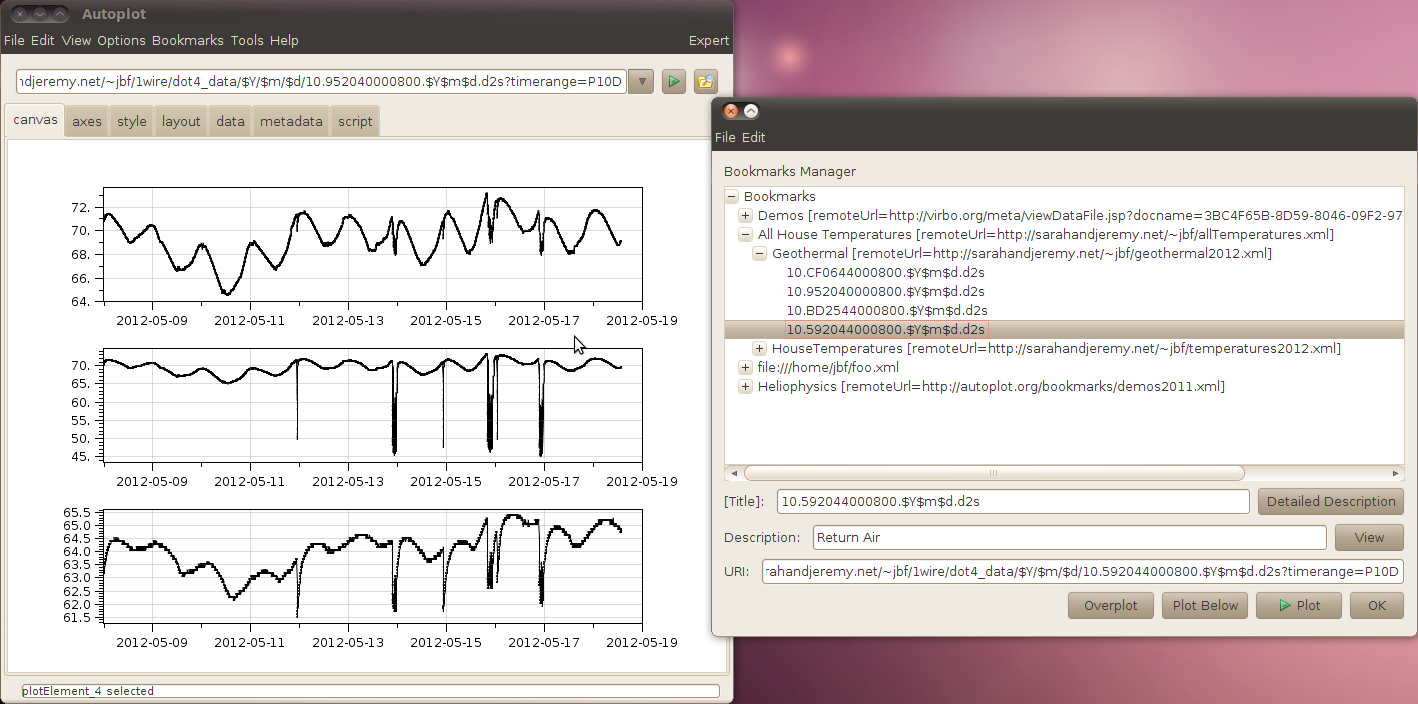 Autoplot
File Edit View Options Bookmarks Tools Help Expert
ndjeremy.net/~jbf/1wire/dot4_data/$Y/$m/$d/10.952040000800.$Y$m$d.d2s?timerange=P10D
canvas axes style layout data metadata script
72.
70.
68.
66.
64.
2012-05-09 2012-05-11 2012-05-13 2012-05-15 2012-05-17 2012-05-19
70.
65.
60.
55.
50.
45.
2012-05-09 2012-05-11 2012-05-13 2012-05-15 2012-05-17 2012-05-19
65.5
65.0
64.5
64.0
63.5
63.0
62.5
62.0
61.5
2012-05-09 2012-05-11 2012-05-13 2012-05-15 2012-05-17 2012-05-19
plotElement_4 selected
File Edit
Bookmarks Manager
Bookmarks
Demos [remoteUrl=http://virbo.org/meta/viewDataFile.jsp?docname=3BC4F65B-8D59-8046-09F2-97
All House Temperatures [remoteUrl=http://sarahandjeremy.net/~jbf/allTemperatures.xml]
Geothermal [remoteUrl=http://sarahandjeremy.net/~jbf/geothermal2012.xml]
10.CF0644000800.$Y$m$d.d2s
10.952040000800.$Y$m$d.d2s
10.BD2544000800.$Y$m$d.d2s
10.592044000800.$Y$m$d.d2s
HouseTemperatures [remoteUrl=http://sarahandjeremy.net/~jbf/temperatures2012.xml]
file:///home/jbf/foo.xml
Heliophysics [remoteUrl=http://autoplot.org/bookmarks/demos2011.xml]
[Title]: 10.592044000800.$Y$m$d.d2s Detailed Description
Description: Return Air View
URI: rahandjeremy.net/~jbf/1wire/dot4_data/$Y/$m/$d/10.592044000800.$Y$m$d.d2s?timerange=P10D
Overplot Plot Below Plot OK